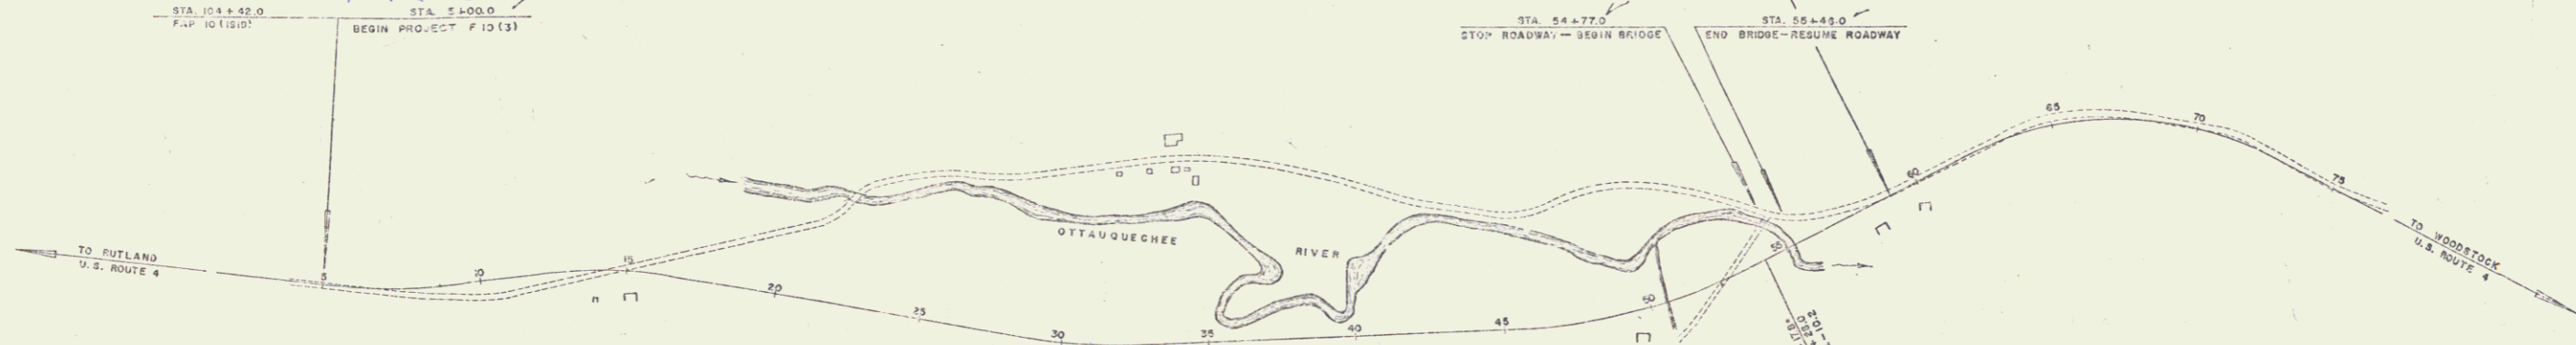 STA. 104+42.0
F.A.P. 10 (1919)
STA. 5+00.0
BEGIN PROJECT F 10 (3)
STA. 54+77.0
STOP ROADWAY — BEGIN BRIDGE
STA. 55+46.0
END BRIDGE—RESUME ROADWAY
TO RUTLAND
U.S. ROUTE 4
OTTAUQUECHEE
RIVER
TO WOODSTOCK
U.S. ROUTE 4
5
10
15
20
25
30
35
40
45
50
55
60
65
70
75